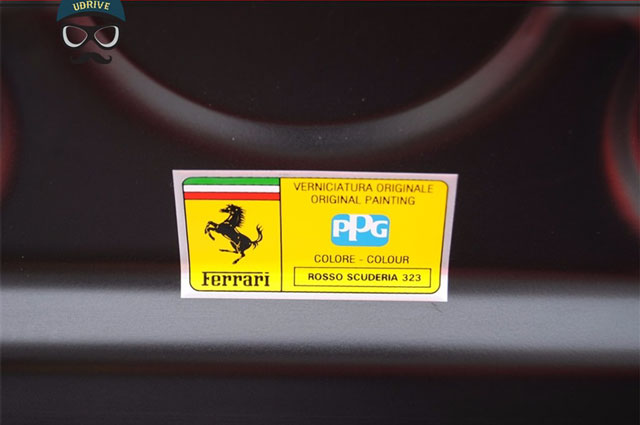 UDRIVE
VERNICIATURA ORIGINALE
ORIGINAL PAINTING
PPG
COLORE - COLOUR
Ferrari
ROSSO SCUDERIA 323